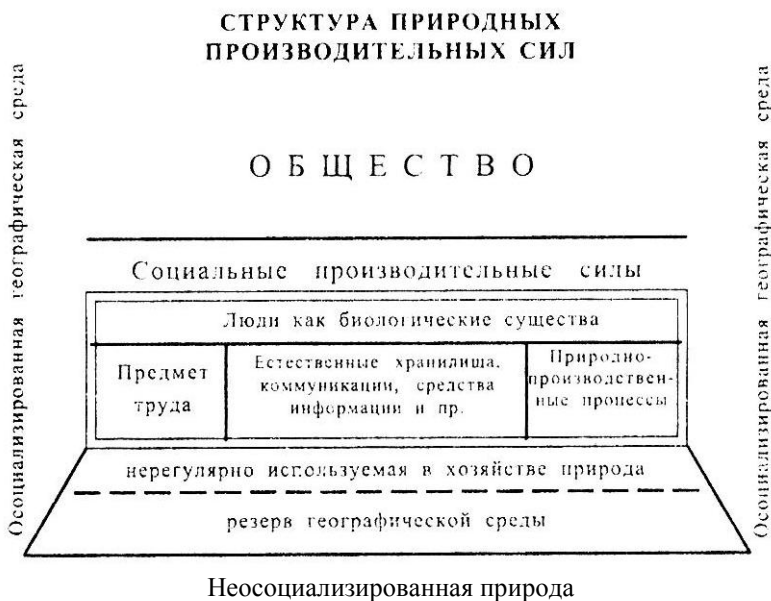 СТРУКТУРА ПРИРОДНЫХ
ПРОИЗВОДИТЕЛЬНЫХ СИЛ
Осоциализированная географическая среда
ОБЩЕСТВО
Социальные производительные силы
Люди как биологические существа
Предмет
труда
Естественные хранилища,
коммуникации, средства
информации и пр.
Природно-
производствен-
ные процессы
нерегулярно используемая в хозяйстве природа
резерв географической среды
Осоциализированная географическая среда
Неосоциализированная природа